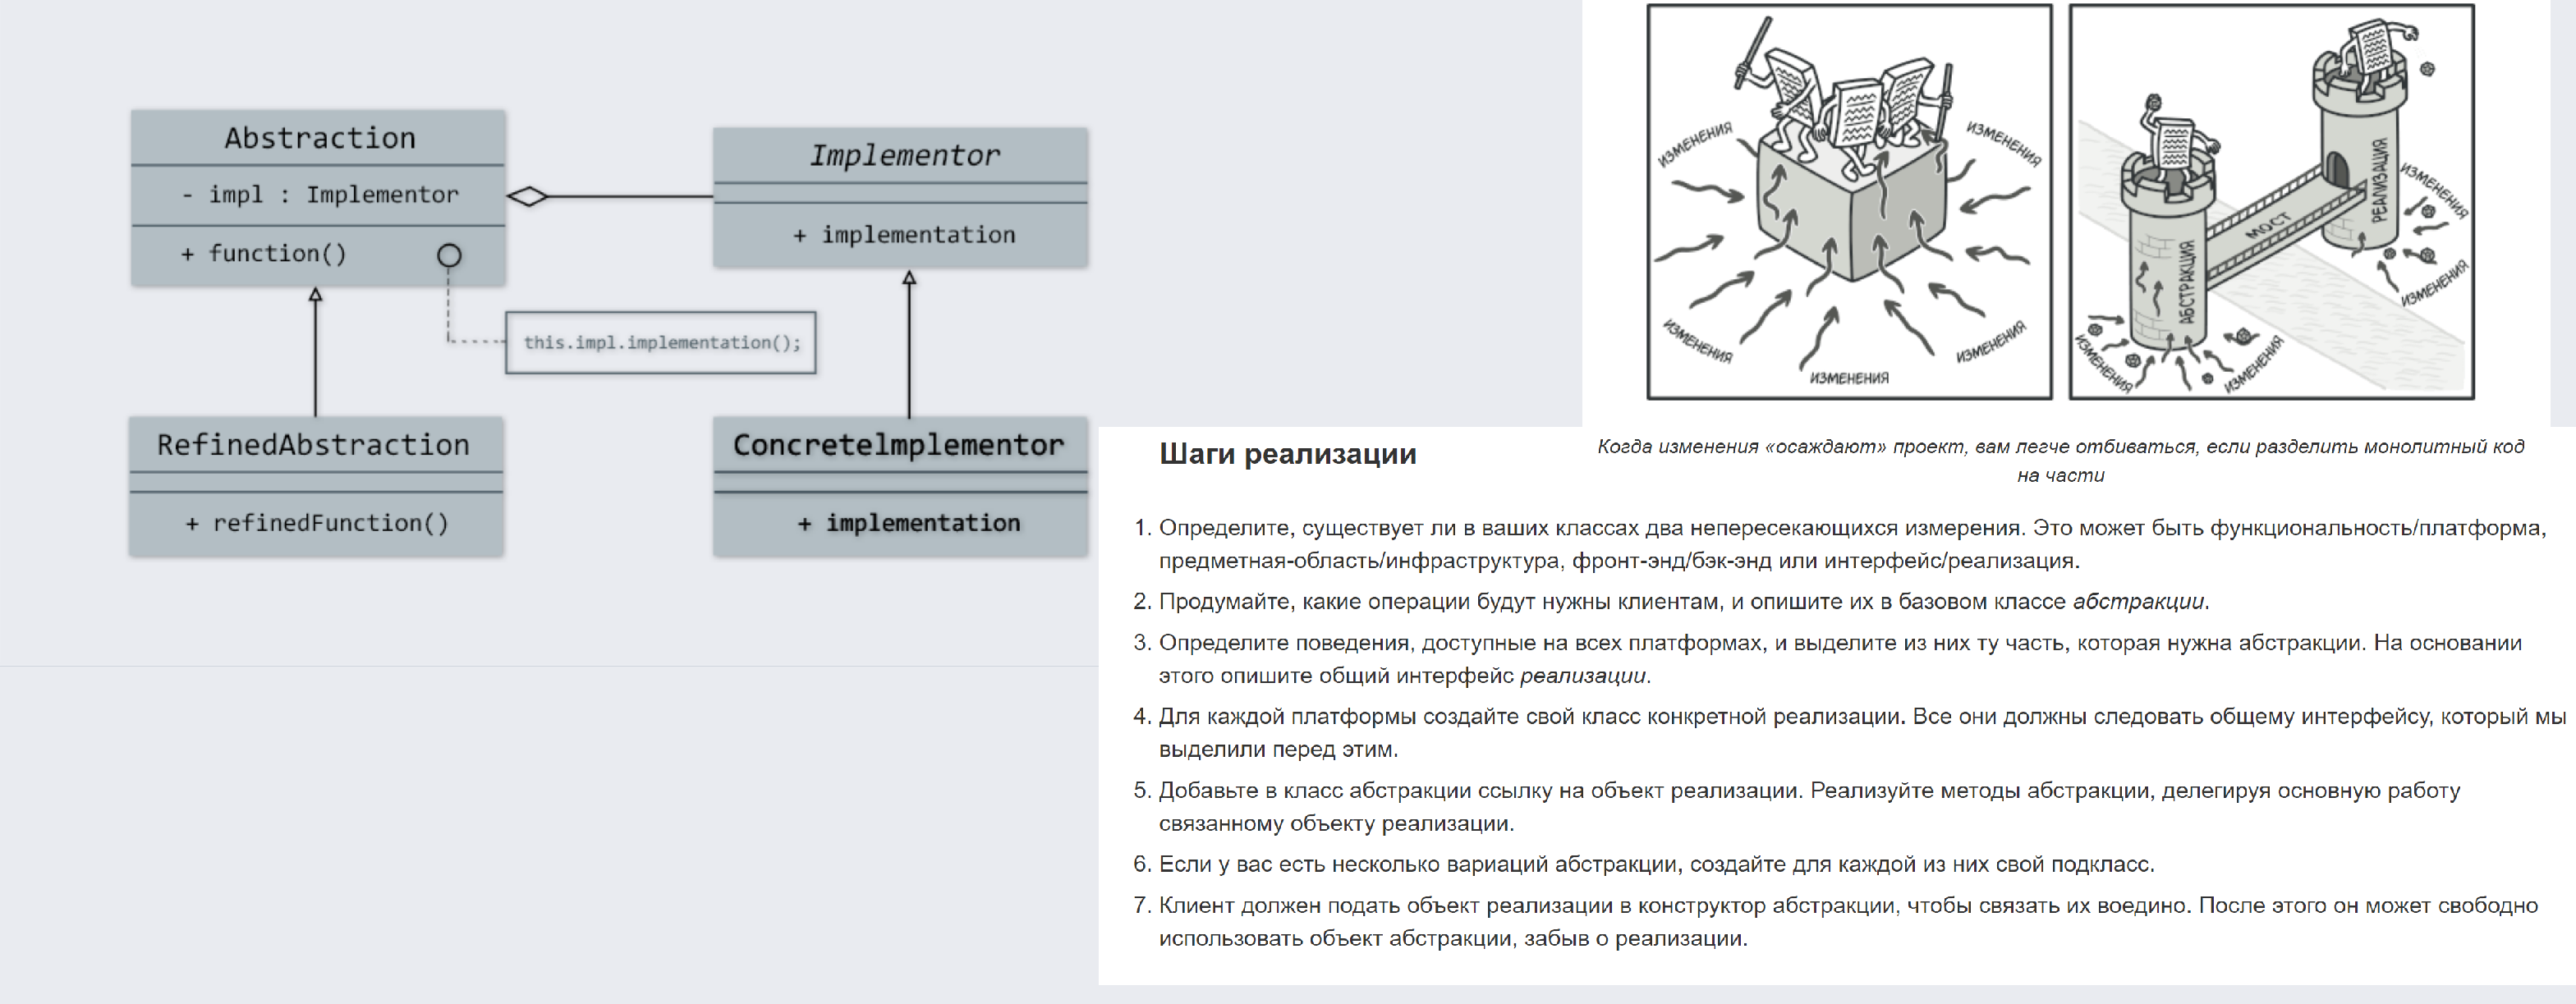 Abstraction
- impl : Implementor
+ function()
Implementor
+ implementation
this.impl.implementation();
RefinedAbstraction
+ refinedFunction()
Concretelmplementor
+ implementation
ИЗМЕНЕНИЯ
ИЗМЕНЕНИЯ
ИЗМЕНЕНИЯ
ИЗМЕНЕНИЯ
ИЗМЕНЕНИЯ
РЕАЛИЗАЦИЯ
МОСТ
АБСТРАКЦИЯ
ИЗМЕНЕНИЯ
ИЗМЕНЕНИЯ
ИЗМЕНЕНИЯ
ИЗМЕНЕНИЯ
Когда изменения «осаждают» проект, вам легче отбиваться, если разделить монолитный код
на части
Шаги реализации
1. Определите, существует ли в ваших классах два непересекающихся измерения. Это может быть функциональность/платформа,
предметная-область/инфраструктура, фронт-энд/бэк-энд или интерфейс/реализация.
2. Продумайте, какие операции будут нужны клиентам, и опишите их в базовом классе абстракции.
3. Определите поведения, доступные на всех платформах, и выделите из них ту часть, которая нужна абстракции. На основании
этого опишите общий интерфейс реализации.
4. Для каждой платформы создайте свой класс конкретной реализации. Все они должны следовать общему интерфейсу, который мы
выделили перед этим.
5. Добавьте в класс абстракции ссылку на объект реализации. Реализуйте методы абстракции, делегируя основную работу
связанному объекту реализации.
6. Если у вас есть несколько вариаций абстракции, создайте для каждой из них свой подкласс.
7. Клиент должен подать объект реализации в конструктор абстракции, чтобы связать их воедино. После этого он может свободно
использовать объект абстракции, забыв о реализации.